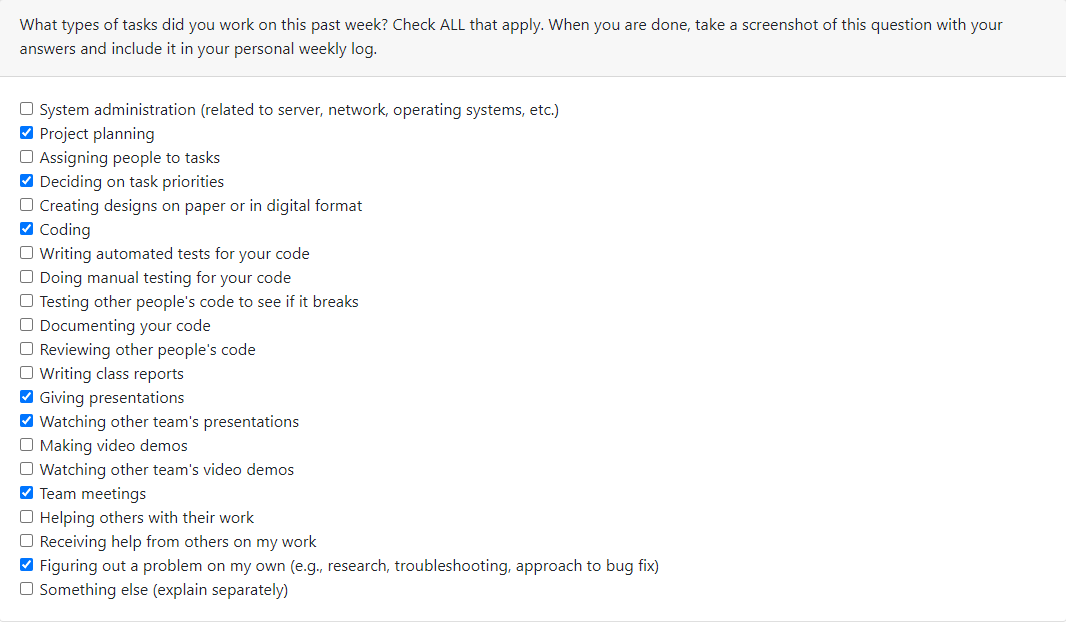 What types of tasks did you work on this past week? Check ALL that apply. When you are done, take a screenshot of this question with your
answers and include it in your personal weekly log.
System administration (related to server, network, operating systems, etc.)
Project planning
Assigning people to tasks
Deciding on task priorities
Creating designs on paper or in digital format
Coding
Writing automated tests for your code
Doing manual testing for your code
Testing other people's code to see if it breaks
Documenting your code
Reviewing other people's code
Writing class reports
Giving presentations
Watching other team's presentations
Making video demos
Watching other team's video demos
Team meetings
Helping others with their work
Receiving help from others on my work
Figuring out a problem on my own (e.g., research, troubleshooting, approach to bug fix)
Something else (explain separately)